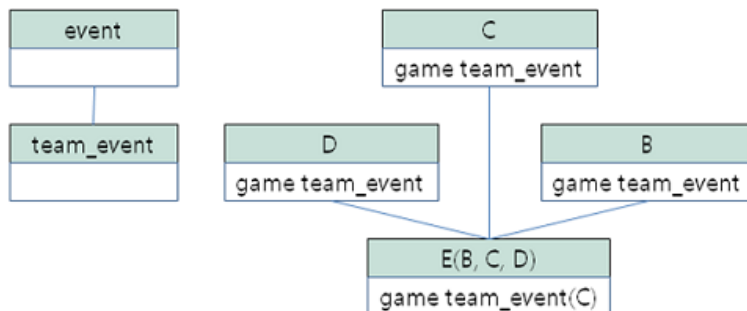 event
team_event
C
game team_event
D
game team_event
B
game team_event
E(B, C, D)
game team_event(C)